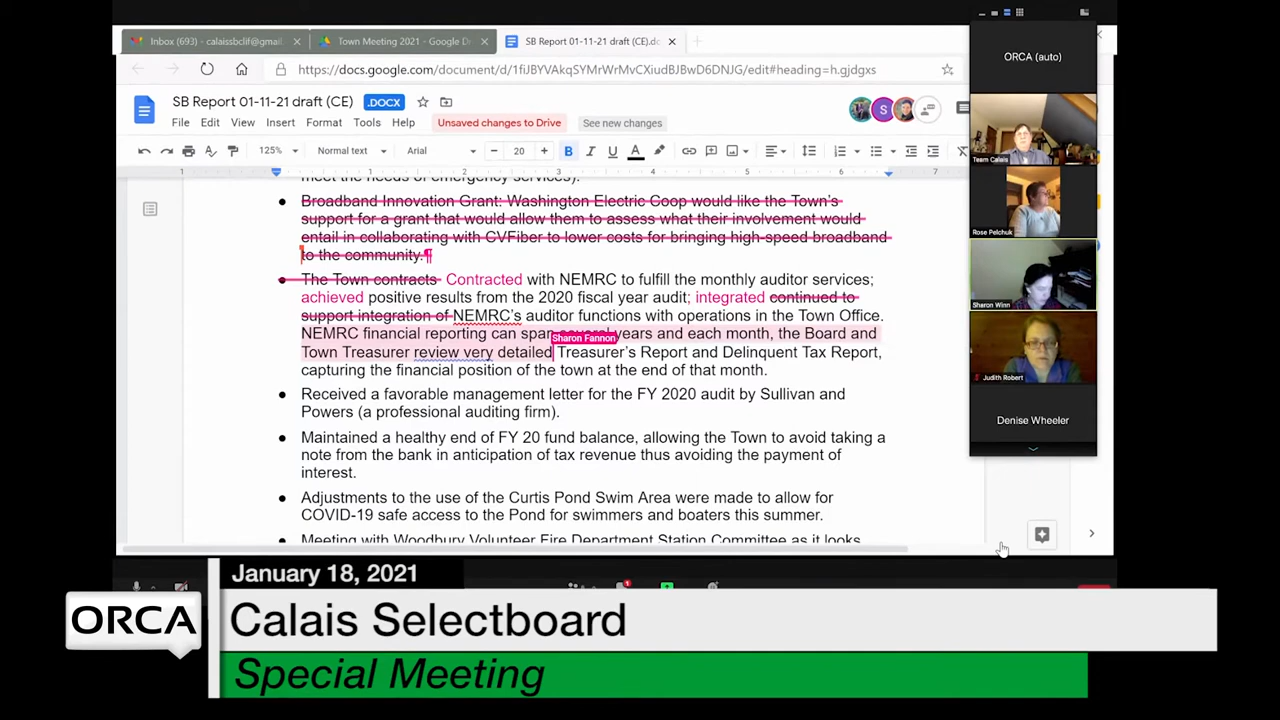 Inbox (693) - calaissbclif@gmail
Town Meeting 2021 - Google Dr
SB Report 01-11-21 draft (CE).dc
https://docs.google.com/document/d/1fiJBYVAkqSYMrWrMvCXiudBJBwD6DNJG/edit#heading=h.gjdgxs
SB Report 01-11-21 draft (CE) .DOCX
File Edit View Insert Format Tools Help Unsaved changes to Drive See new changes
125% Normal text Arial 20 B I U A
1 1 2 3 4 5 6 7
meet the needs of emergency services).
Broadband Innovation Grant: Washington Electric Coop would like the Town's
support for a grant that would allow them to assess what their involvement would
entail in collaborating with CVFiber to lower costs for bringing high-speed broadband
to the community.¶
The Town contracts Contracted with NEMRC to fulfill the monthly auditor services;
achieved positive results from the 2020 fiscal year audit; integrated continued to
support integration of NEMRC's auditor functions with operations in the Town Office.
NEMRC financial reporting can span several years and each month, the Board and
Sharon Fannon
Town Treasurer review very detailed Treasurer's Report and Delinquent Tax Report,
capturing the financial position of the town at the end of that month.
Received a favorable management letter for the FY 2020 audit by Sullivan and
Powers (a professional auditing firm).
Maintained a healthy end of FY 20 fund balance, allowing the Town to avoid taking a
note from the bank in anticipation of tax revenue thus avoiding the payment of
interest.
Adjustments to the use of the Curtis Pond Swim Area were made to allow for
COVID-19 safe access to the Pond for swimmers and boaters this summer.
Meeting with Woodbury Volunteer Fire Department Station Committee as it looks
ORCA (auto)
Team Calais
Rose Pelchuk
Sharon Winn
Judith Robert
Denise Wheeler
January 18, 2021
ORCA
Calais Selectboard
Special Meeting